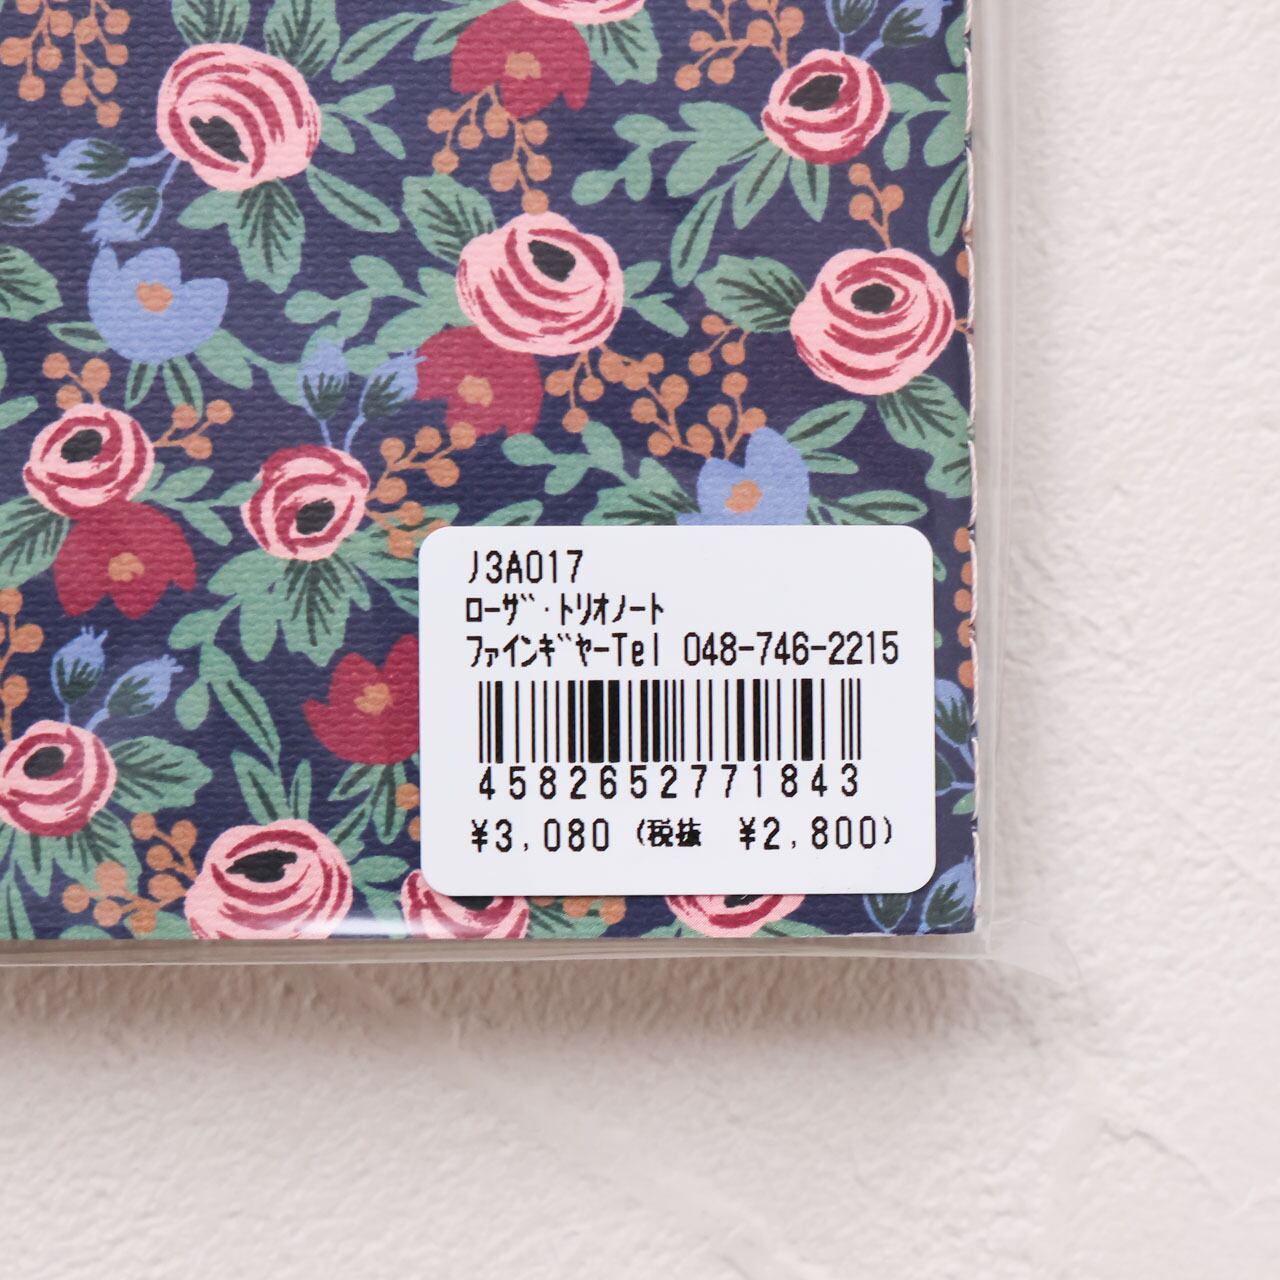 J3A017
ﾛｰｻﾞ･ﾄﾘｵﾉｰﾄ
ﾌｧｲﾝｷﾞﾔｰTel 048-746-2215
4582652771843
¥3,080 (税抜 ¥2,800)